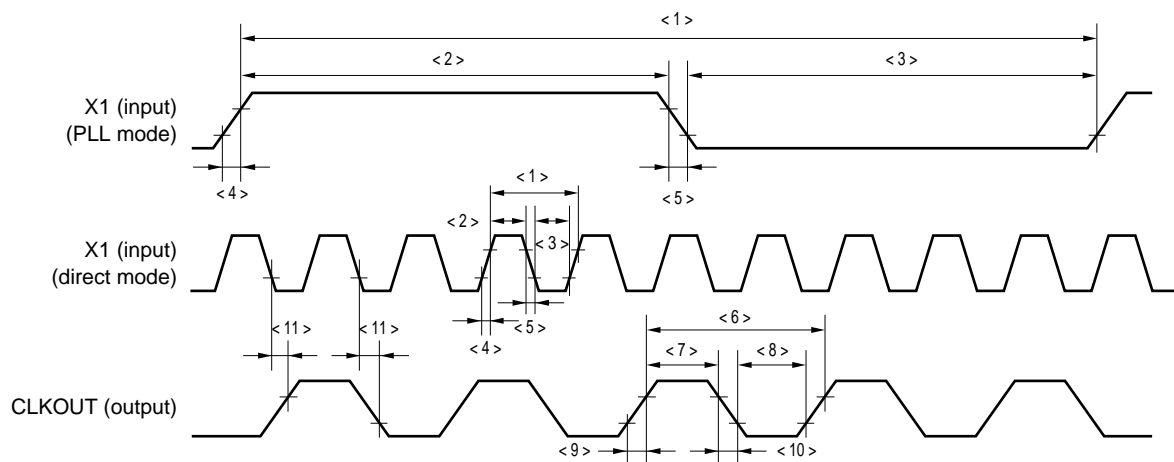 < 1 >
< 2 >
< 3 >
X1 (input)
(PLL mode)
< 4 >
< 5 >
< 1 >
< 2 >
< 3 >
X1 (input)
(direct mode)
< 11 >
< 11 >
< 4 >
< 5 >
< 6 >
< 7 >
< 8 >
CLKOUT (output)
< 9 >
< 10 >